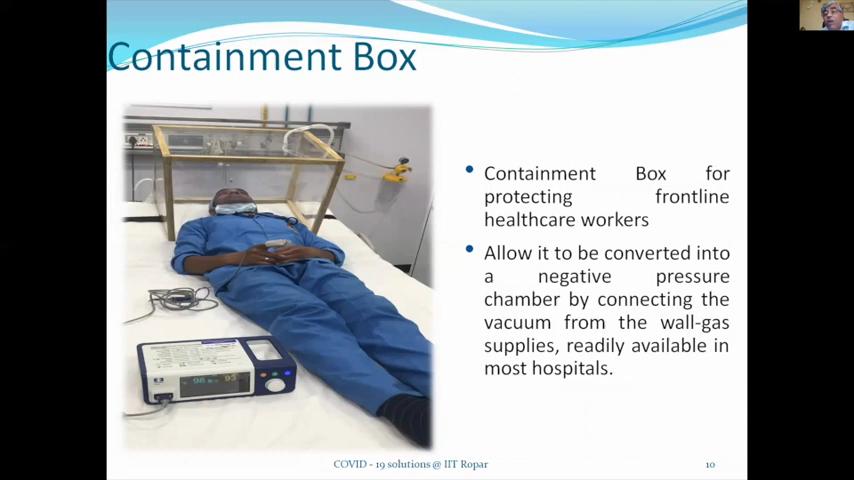 Containment Box
Containment Box for
protecting frontline
healthcare workers
Allow it to be converted into
a negative pressure
chamber by connecting the
vacuum from the wall-gas
supplies, readily available in
most hospitals.
98
93
COVID - 19 solutions @ IIT Ropar
10